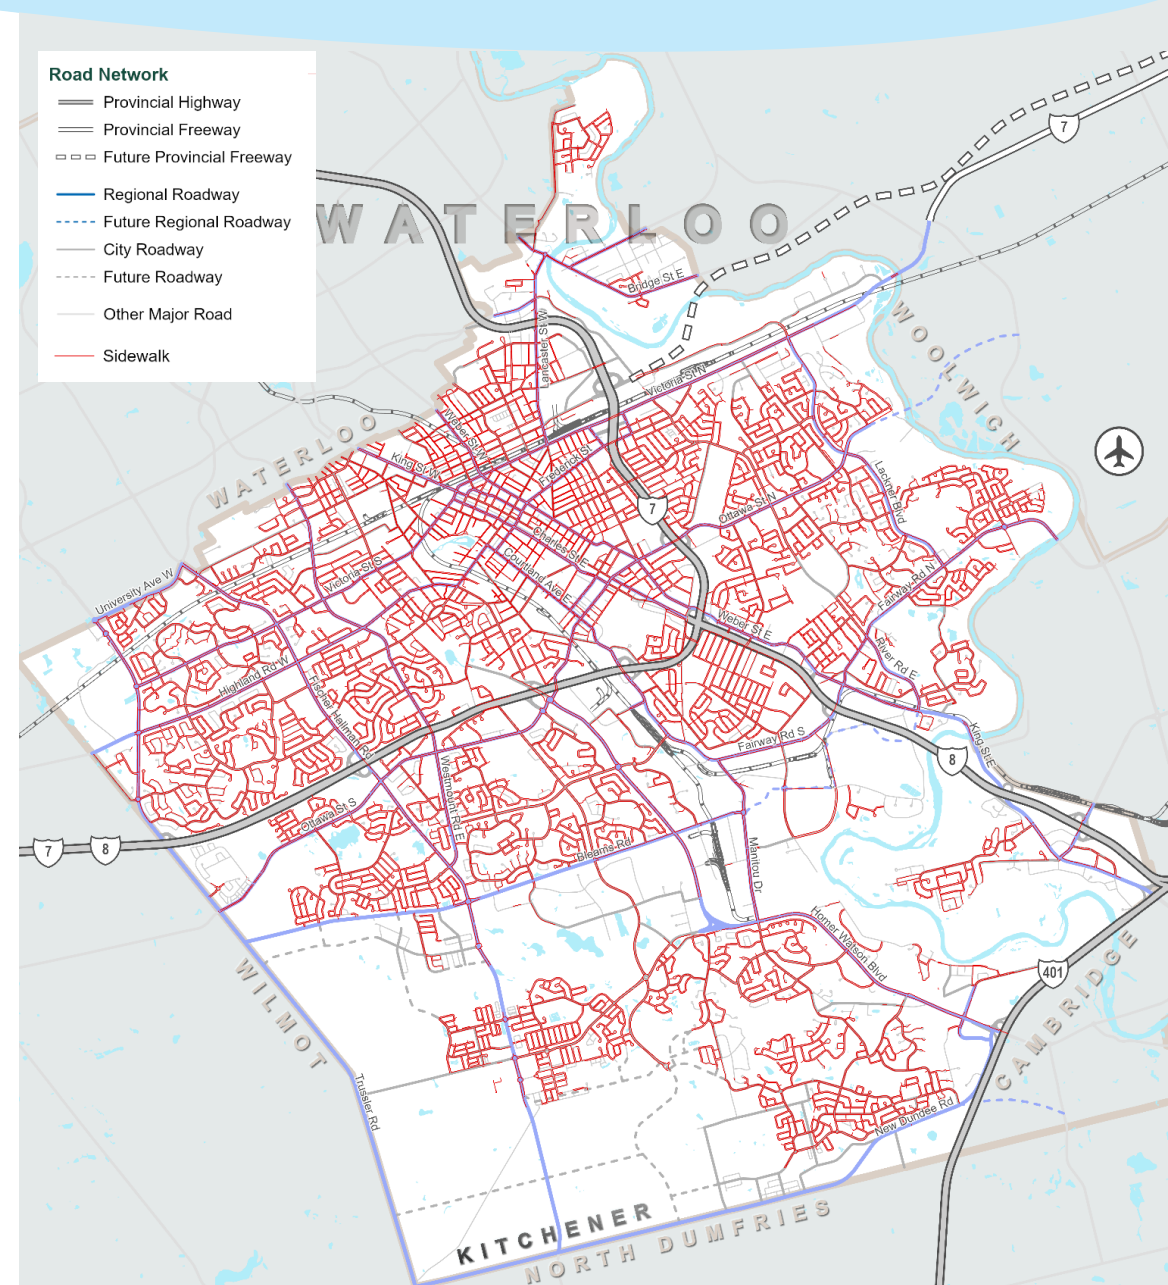 Road Network
Provincial Highway
Provincial Freeway
Future Provincial Freeway
Regional Roadway
Future Regional Roadway
City Roadway
Future Roadway
Other Major Road
Sidewalk
7
WATERLOO
Bridge St E
WOOLWICH
Lancaster St W
Victoria St N
WATERLOO
Weber St W
King St W
Frederick St
Lackner Blvd
7
Ottawa St N
Charles St E
Courtland Ave E
University Ave W
Victoria St S
Fairway Rd N
Weber St E
River Rd E
Highland Rd W
Fischer Hallman Rd
Fairway Rd S
King St E
8
Westmount Rd E
Ottawa St S
7
8
Bleams Rd
Manitou Dr
Homer Watson Blvd
401
WILMOT
CAMBRIDGE
Trussler Rd
New Dundee Rd
KITCHENER
NORTH DUMFRIES